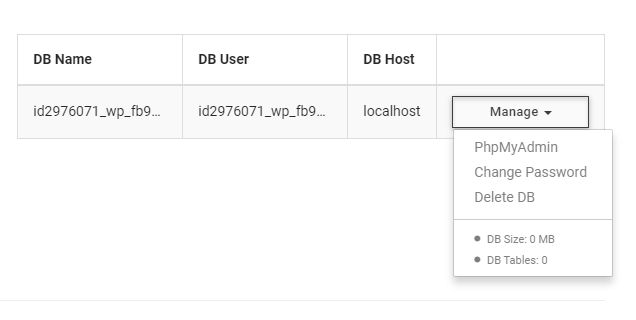 DB Name DB User DB Host
id2976071_wp_fb9... id2976071_wp_fb9... localhost Manage
PhpMyAdmin
Change Password
Delete DB
DB Size: 0 MB
DB Tables: 0